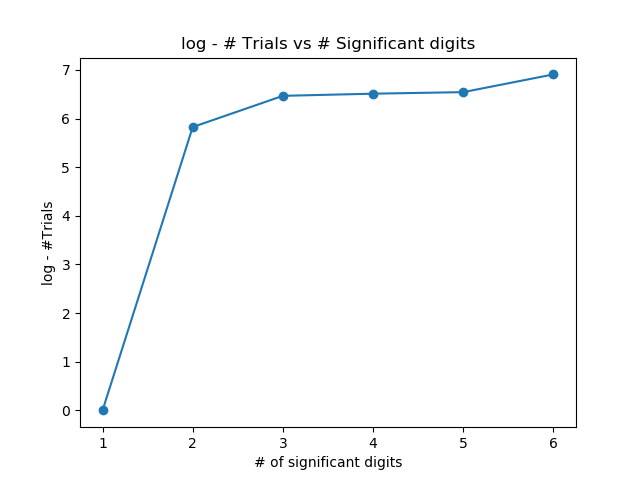 log - # Trials vs # Significant digits
7
6
5
4
3
2
1
0
log - #Trials
1 2 3 4 5 6
# of significant digits